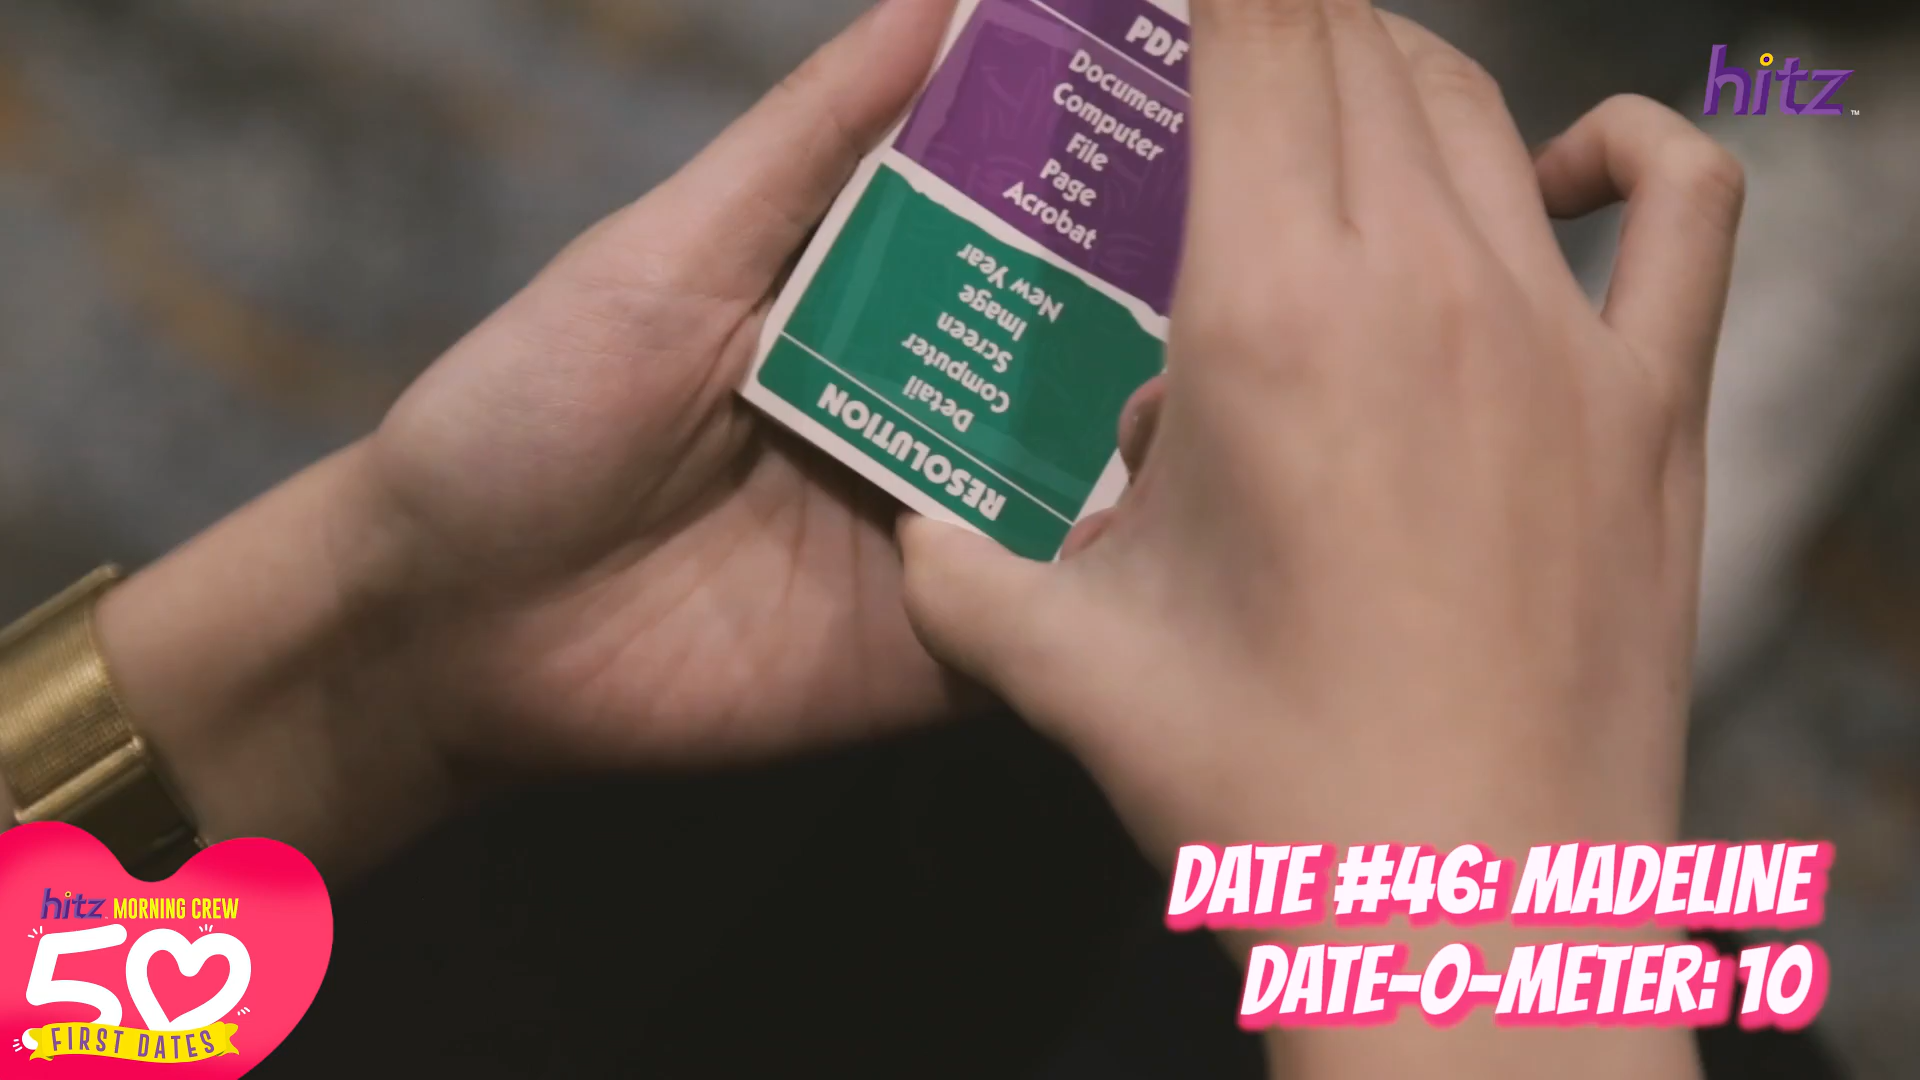 PDF
Document
Computer
File
Page
Acrobat
RESOLUTION
Detail
Computer
Screen
Image
New Year
hitz™
hitz MORNING CREW
50
FIRST DATES
DATE #46: MADELINE
DATE-O-METER: 10